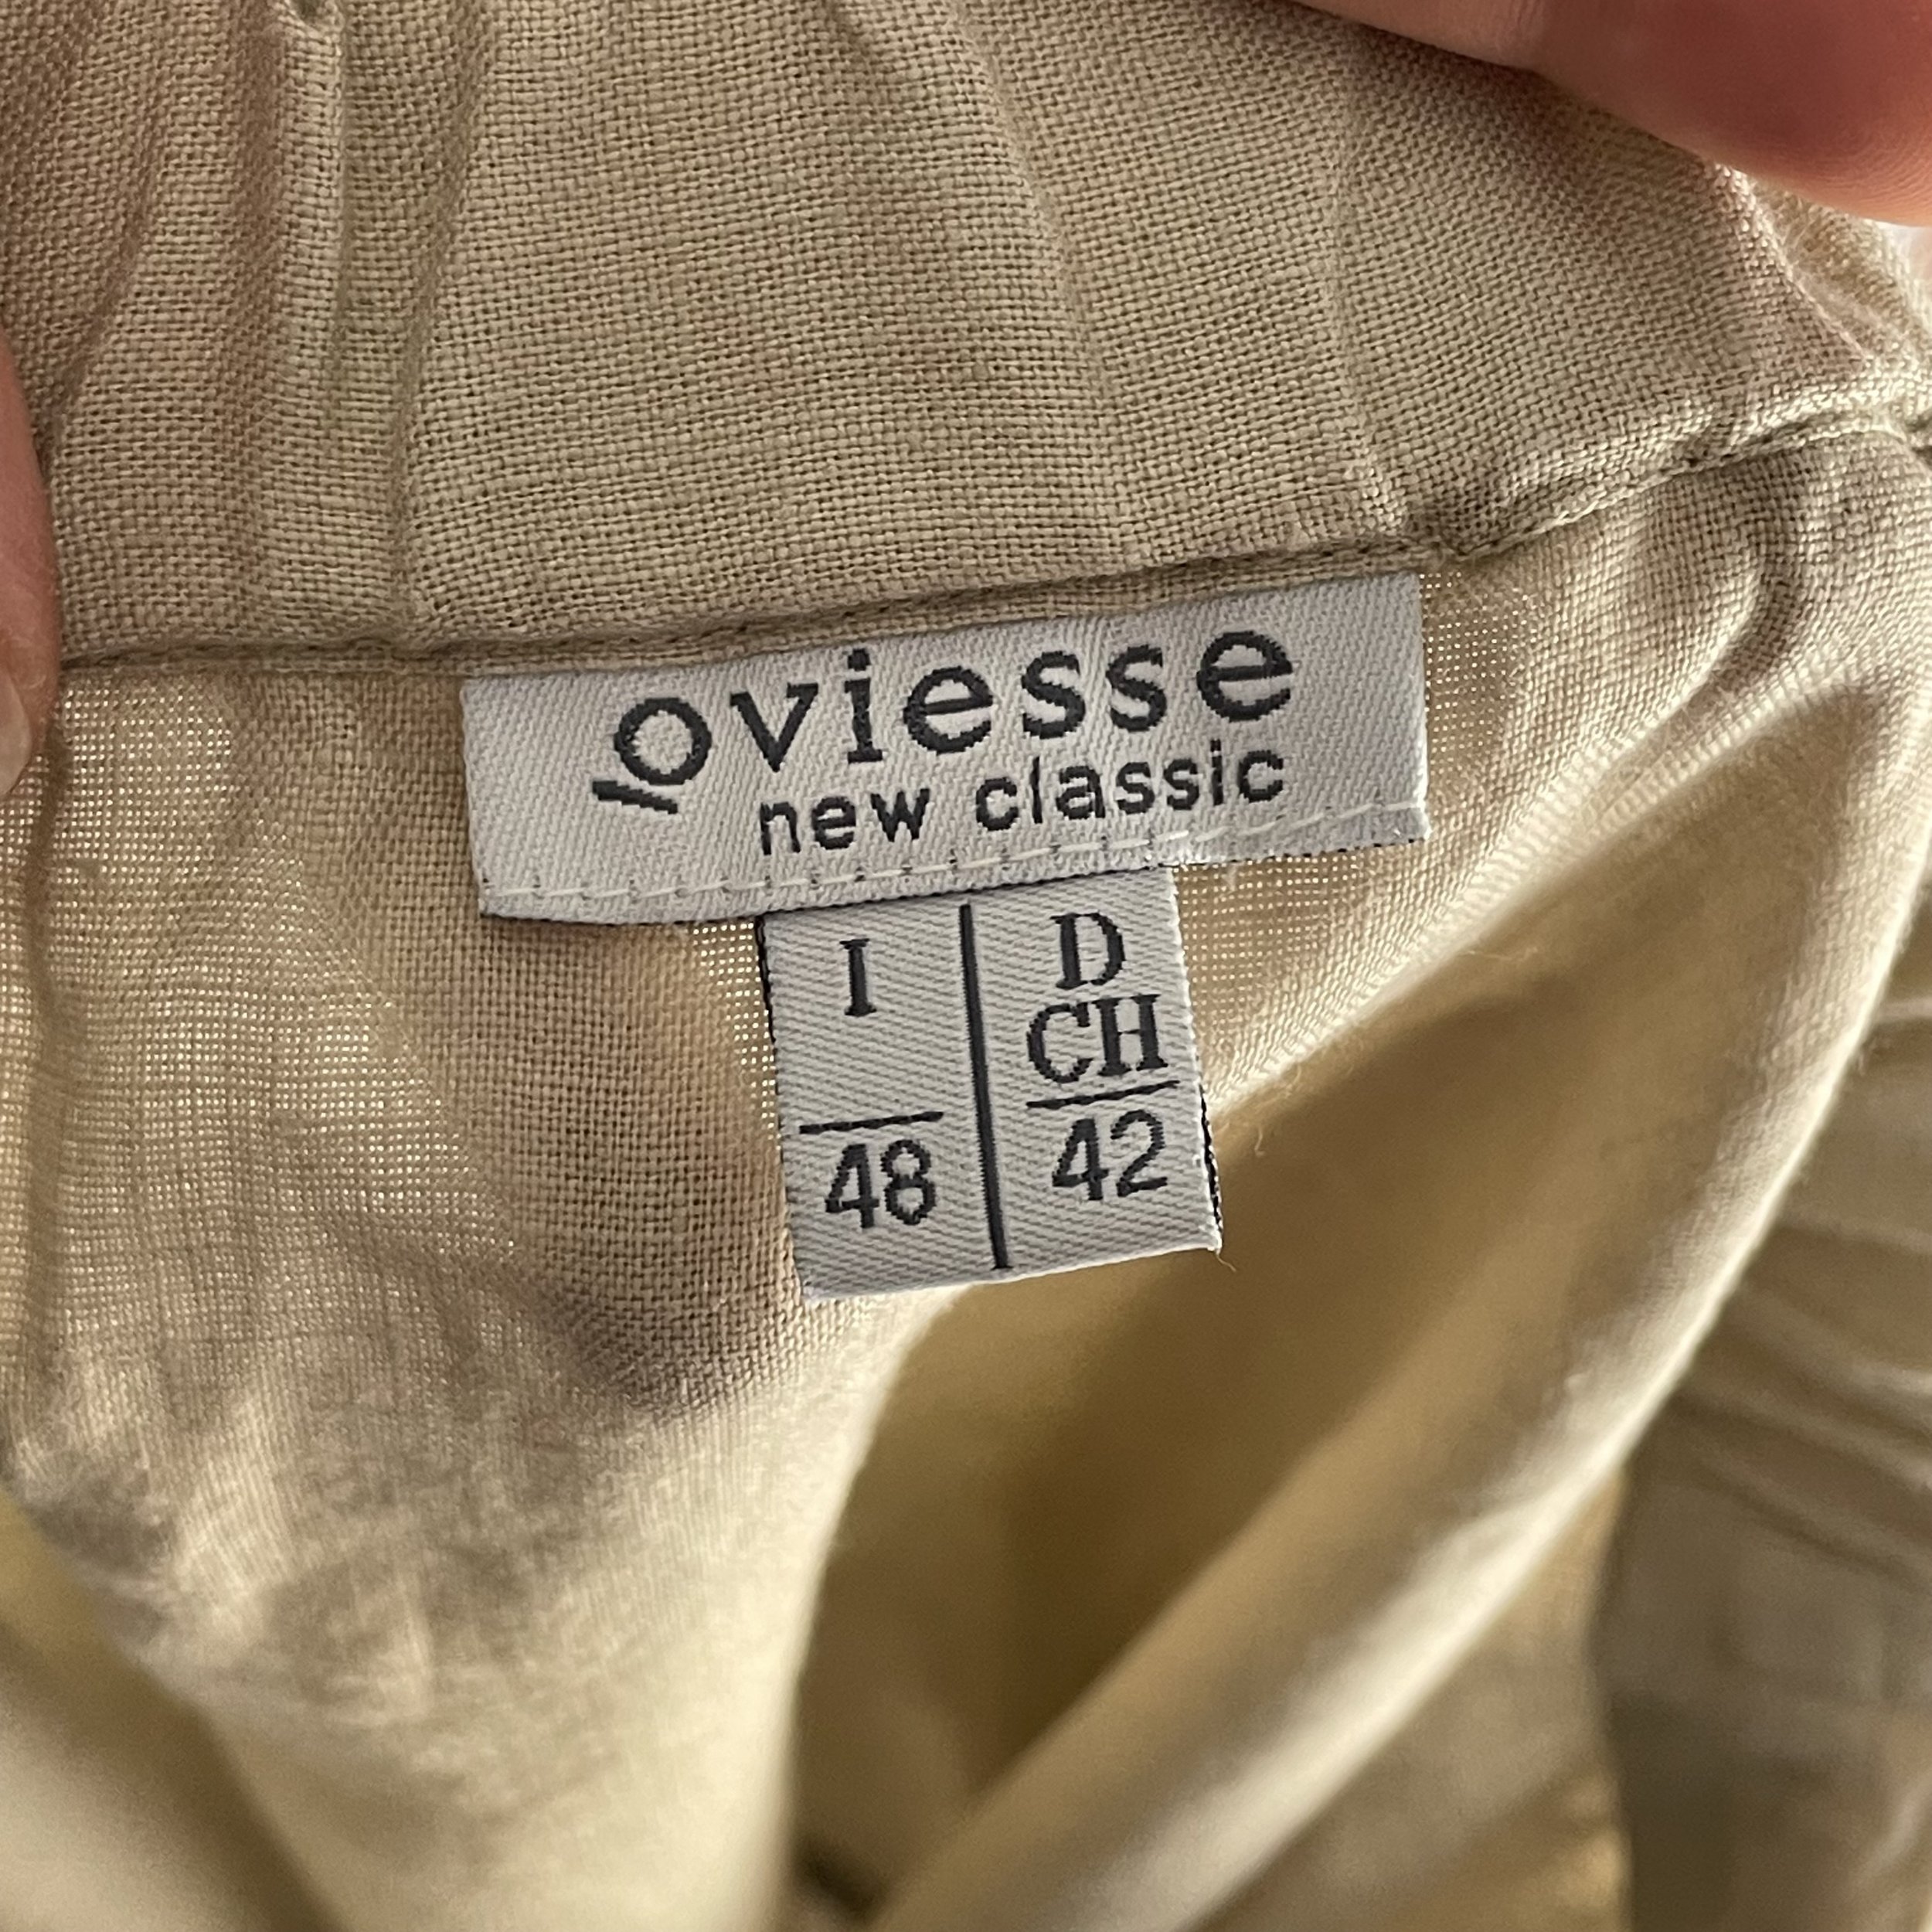 oviesse
new classic
I
48
D
CH
42